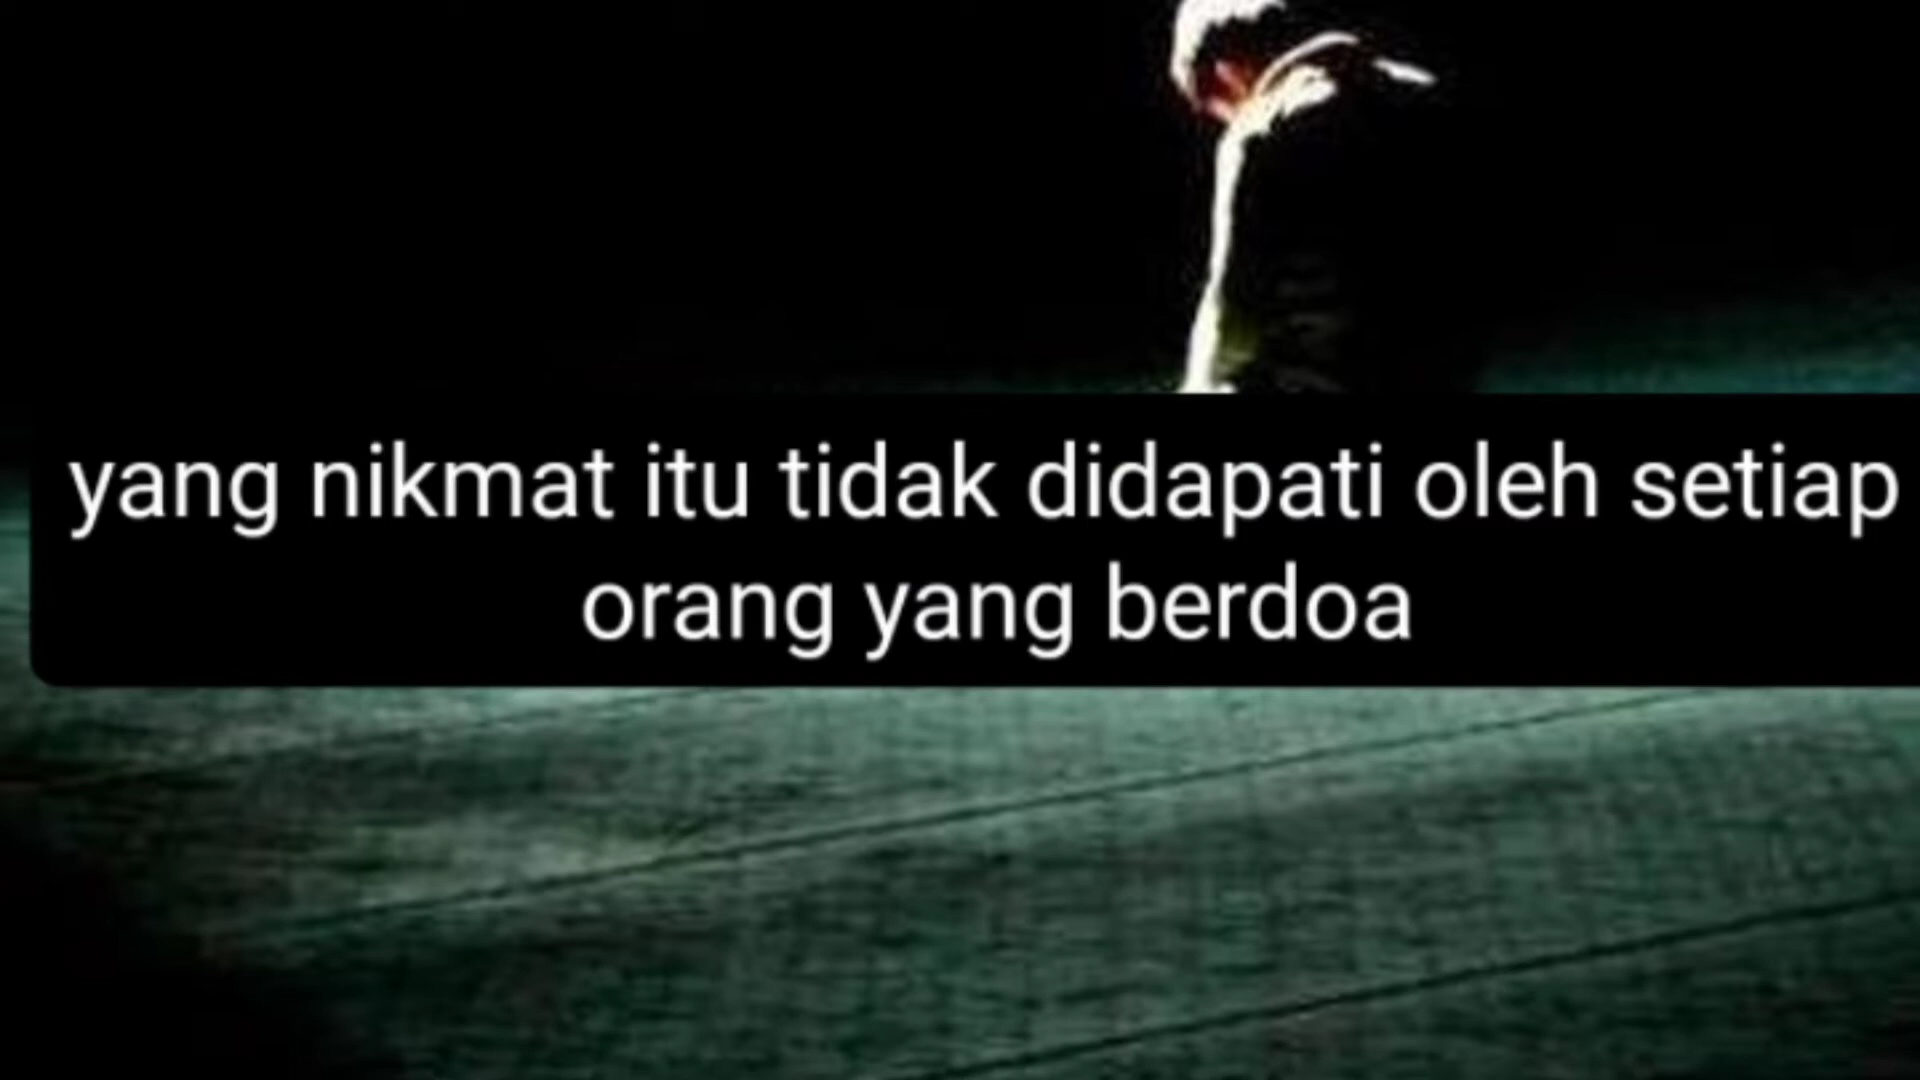 yang nikmat itu tidak didapati oleh setiap
orang yang berdoa